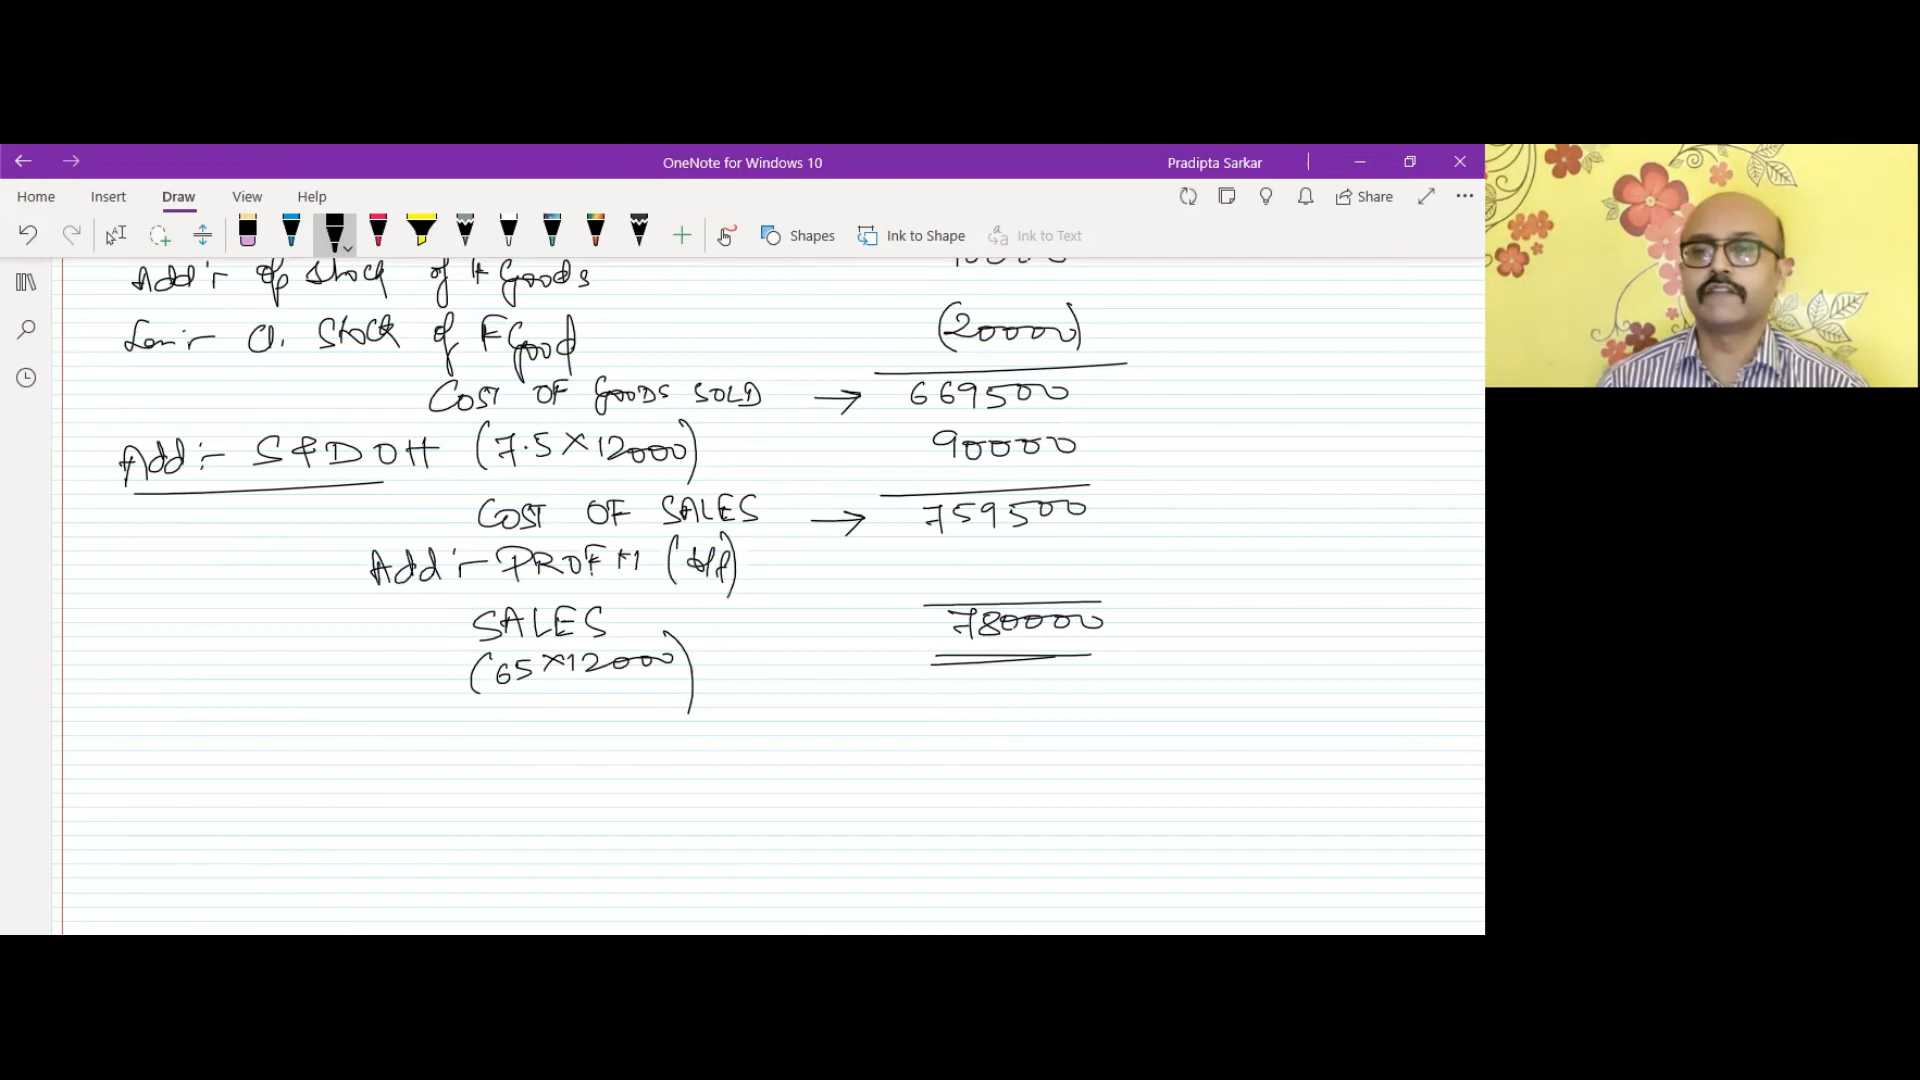 OneNote for Windows 10
Pradipta Sarkar
Home Insert Draw View Help
Share
Shapes Ink to Shape Ink to Text
Add:- Op Stock of F Goods
Less:- Cl. Stock of F Good (20000)
COST OF GOODS SOLD → 669500
Add:- S&DOH (7.5×12000) 90000
COST OF SALES → 759500
Add:- PROFIT
SALES 780000
(65×12000)